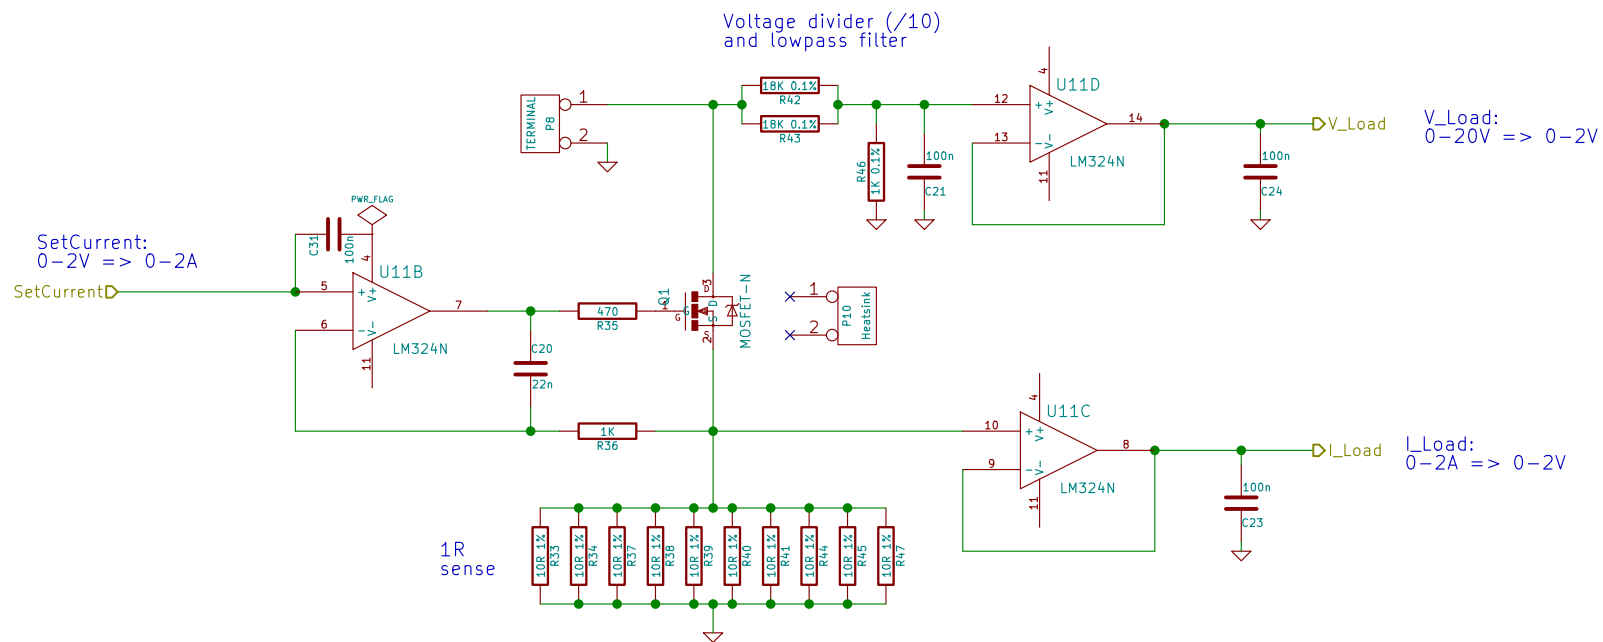 Voltage divider (/10)
and lowpass filter
TERMINAL
P8
1
2
18K 0.1%
R42
18K 0.1%
R43
R46
1K 0.1%
100n
C21
12
13
4
11
+
-
V+
V-
14
U11D
LM324N
100n
C24
V_Load
V_Load:
0-20V => 0-2V
PWR_FLAG
SetCurrent:
0-2V => 0-2A
SetCurrent
C31
100n
5
6
4
11
+
-
V+
V-
7
U11B
LM324N
470
R35
C20
22n
1K
R36
Q1
1
G
G
D
3
D
S
S
2
MOSFET-N
1
2
P10
Heatsink
10
9
4
11
+
-
V+
V-
8
U11C
LM324N
100n
C23
I_Load
I_Load:
0-2A => 0-2V
1R
sense
10R 1%
R33
10R 1%
R34
10R 1%
R37
10R 1%
R38
10R 1%
R39
10R 1%
R40
10R 1%
R41
10R 1%
R44
10R 1%
R45
10R 1%
R47